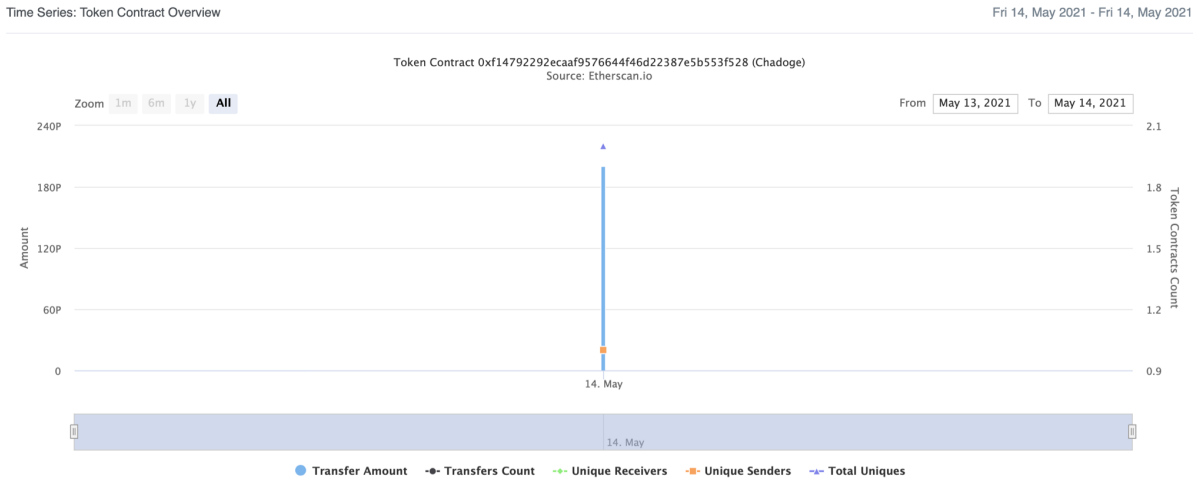 Time Series: Token Contract Overview
Fri 14, May 2021 - Fri 14, May 2021
Token Contract 0xf14792292ecaaf9576644f46d22387e5b553f528 (Chadoge)
Source: Etherscan.io
Zoom 1m 6m 1y All
From May 13, 2021 To May 14, 2021
240P
180P
120P
60P
0
Amount
2.1
1.8
1.5
1.2
0.9
Token Contracts Count
14. May
14. May
Transfer Amount Transfers Count Unique Receivers Unique Senders Total Uniques